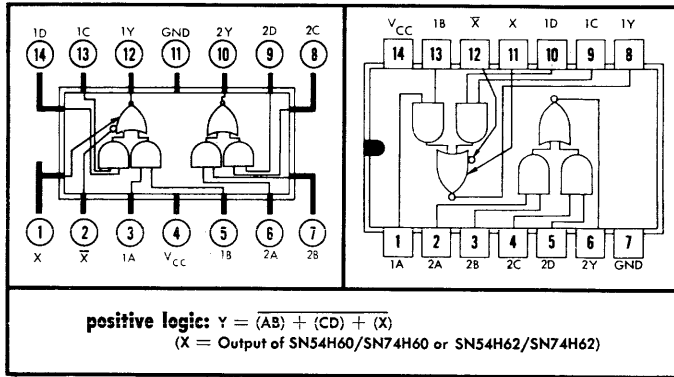 1D 1C 1Y GND 2Y 2D 2C
14 13 12 11 10 9 8
1 2 3 4 5 6 7
X X̅ 1A VCC 1B 2A 2B
VCC 1B X̅ X 1D 1C 1Y
14 13 12 11 10 9 8
1 2 3 4 5 6 7
1A 2A 2B 2C 2D 2Y GND
positive logic: Y = \overline{(AB) + (CD) + (X)}
(X = Output of SN54H60/SN74H60 or SN54H62/SN74H62)